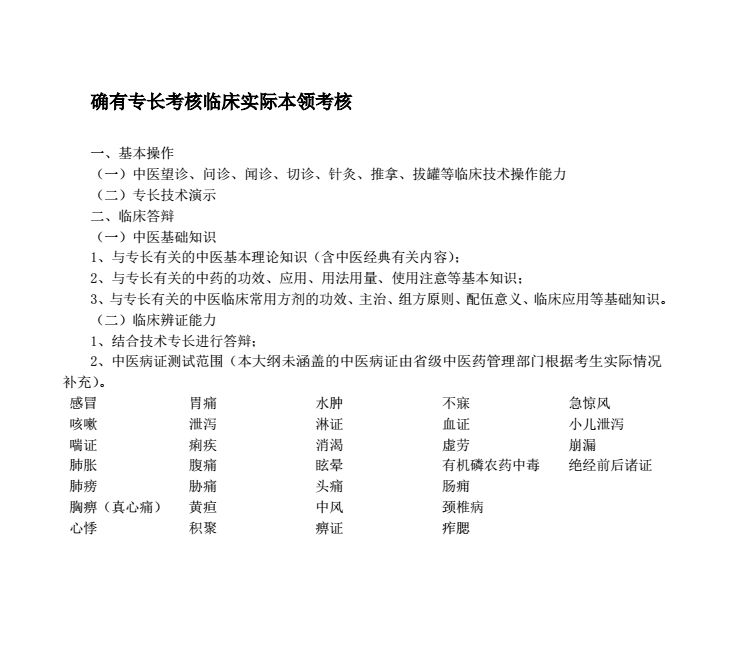 确有专长考核临床实际本领考核
一、基本操作
（一）中医望诊、问诊、闻诊、切诊、针灸、推拿、拔罐等临床技术操作能力
（二）专长技术演示
二、临床答辩
（一）中医基础知识
1、与专长有关的中医基本理论知识（含中医经典有关内容）；
2、与专长有关的中药的功效、应用、用法用量、使用注意等基本知识；
3、与专长有关的中医临床常用方剂的功效、主治、组方原则、配伍意义、临床应用等基础知识。
（二）临床辨证能力
1、结合技术专长进行答辩；
2、中医病证测试范围（本大纲未涵盖的中医病证由省级中医药管理部门根据考生实际情况
补充）。
感冒 胃痛 水肿 不寐 急惊风
咳嗽 泄泻 淋证 血证 小儿泄泻
喘证 痢疾 消渴 虚劳 崩漏
肺胀 腹痛 眩晕 有机磷农药中毒 绝经前后诸证
肺痨 胁痛 头痛 肠痈
胸痹（真心痛） 黄疸 中风 颈椎病
心悸 积聚 痹证 痄腮